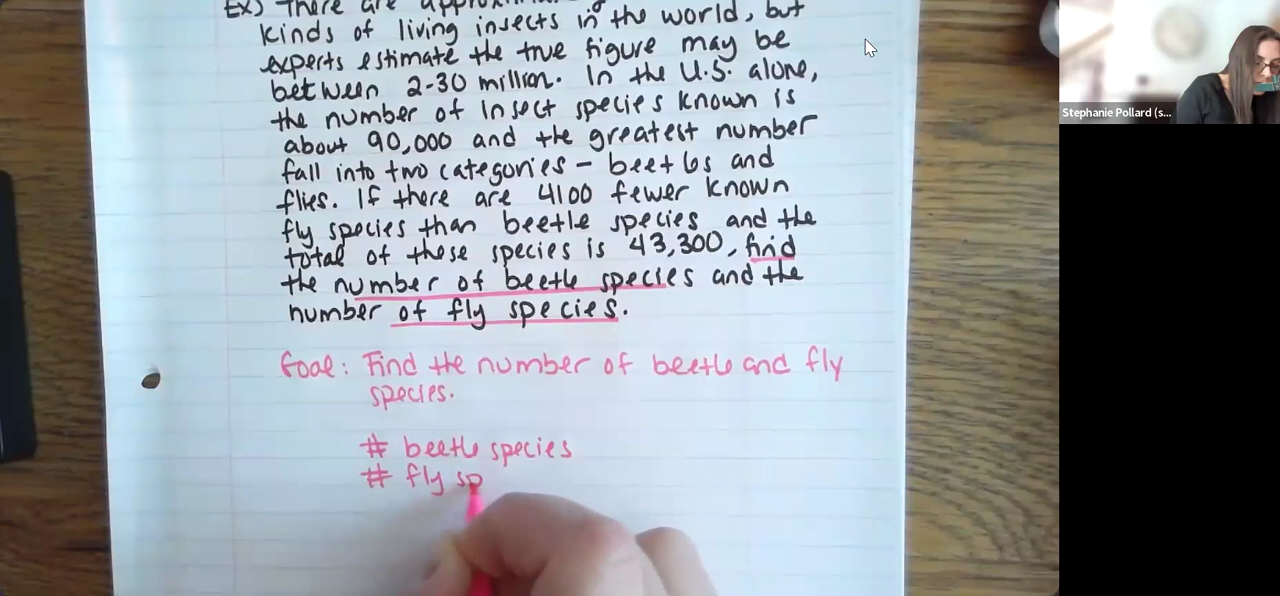 Ex) There are approxim
kinds of living insects in the world, but
experts estimate the true figure may be
between 2-30 million. In the U.S. alone,
the number of insect species known is
about 90,000 and the greatest number
fall into two categories - beetles and
flies. If there are 4100 fewer known
fly species than beetle species and the
total of these species is 43,300, find
the number of beetle species and the
number of fly species.
Goal: Find the number of beetle and fly
species.
# beetle species
# fly sp
Stephanie Pollard (s...